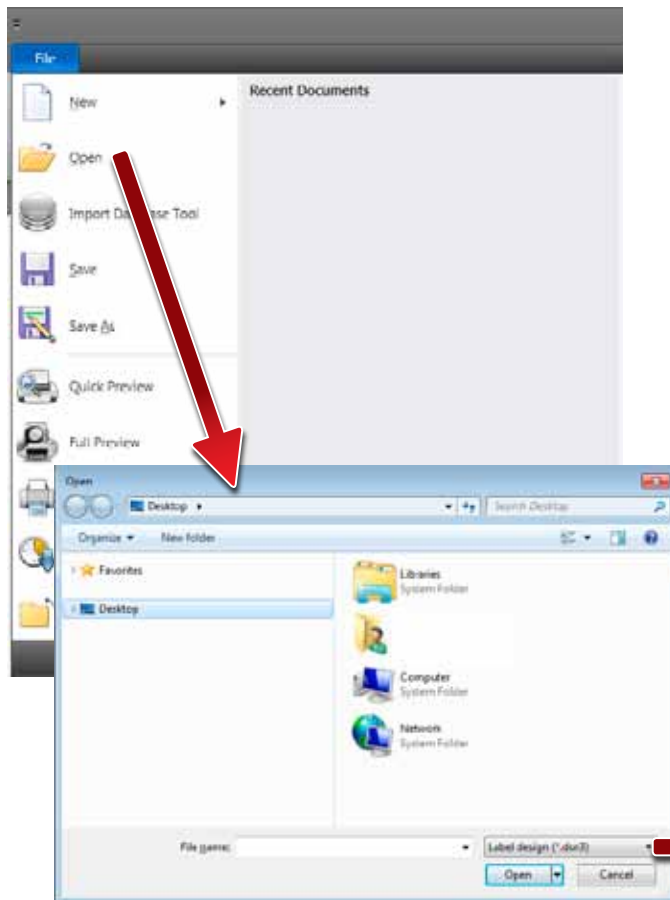 File
Recent Documents
New
Open
Import Database Tool
Save
Save As
Quick Preview
Full Preview
Open
Desktop
Search Desktop
Organize
New folder
Favorites
Desktop
Libraries
System Folder
Computer
System Folder
Network
System Folder
File name:
Label design (*.dsn3)
Open
Cancel